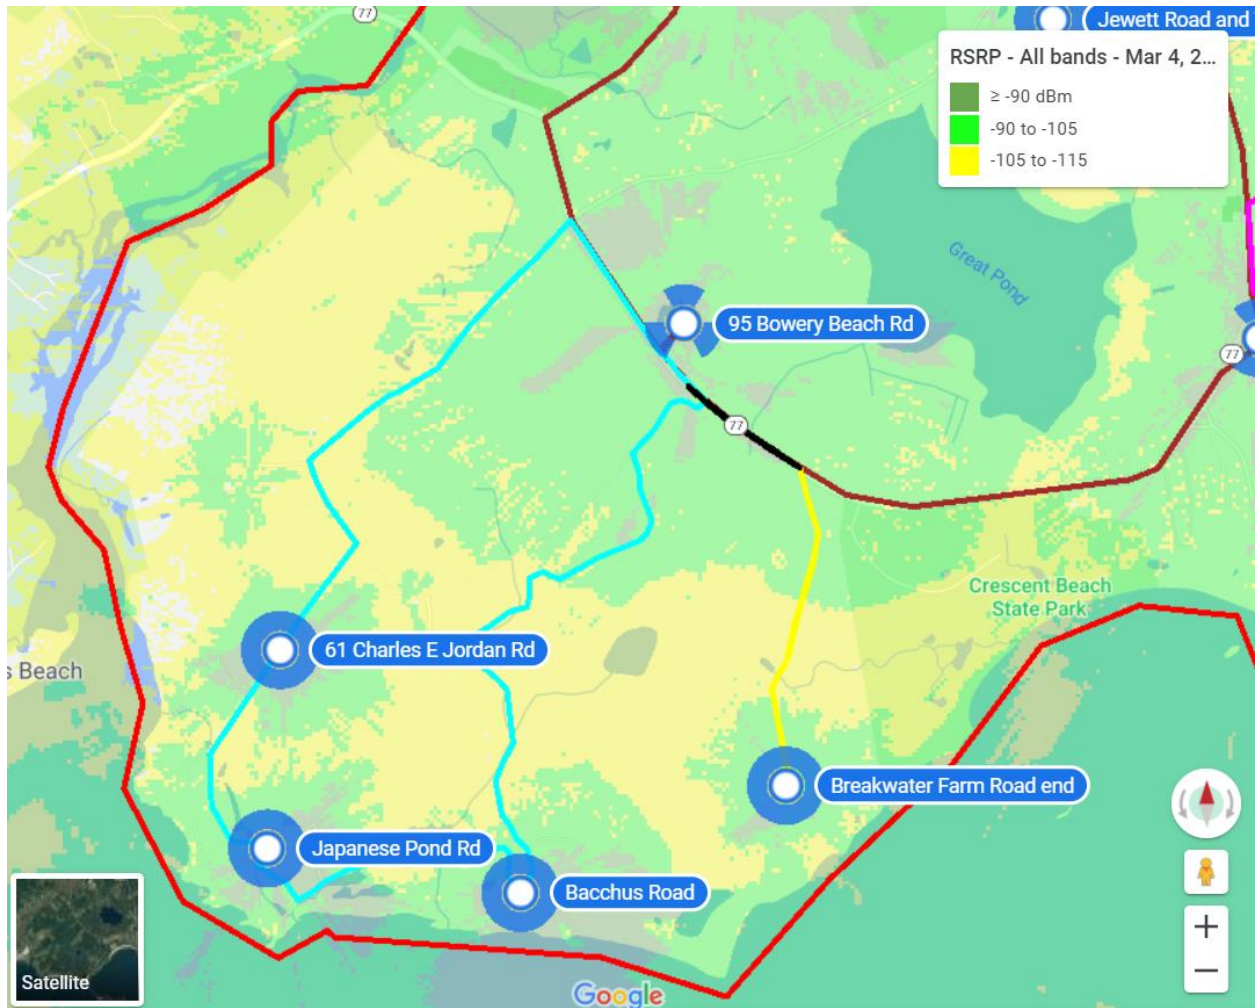 77
Jewett Road and
RSRP - All bands - Mar 4, 2...
≥ -90 dBm
-90 to -105
-105 to -115
Great Pond
95 Bowery Beach Rd
77
77
Crescent Beach
State Park
61 Charles E Jordan Rd
s Beach
Breakwater Farm Road end
Japanese Pond Rd
Bacchus Road
Satellite
Google